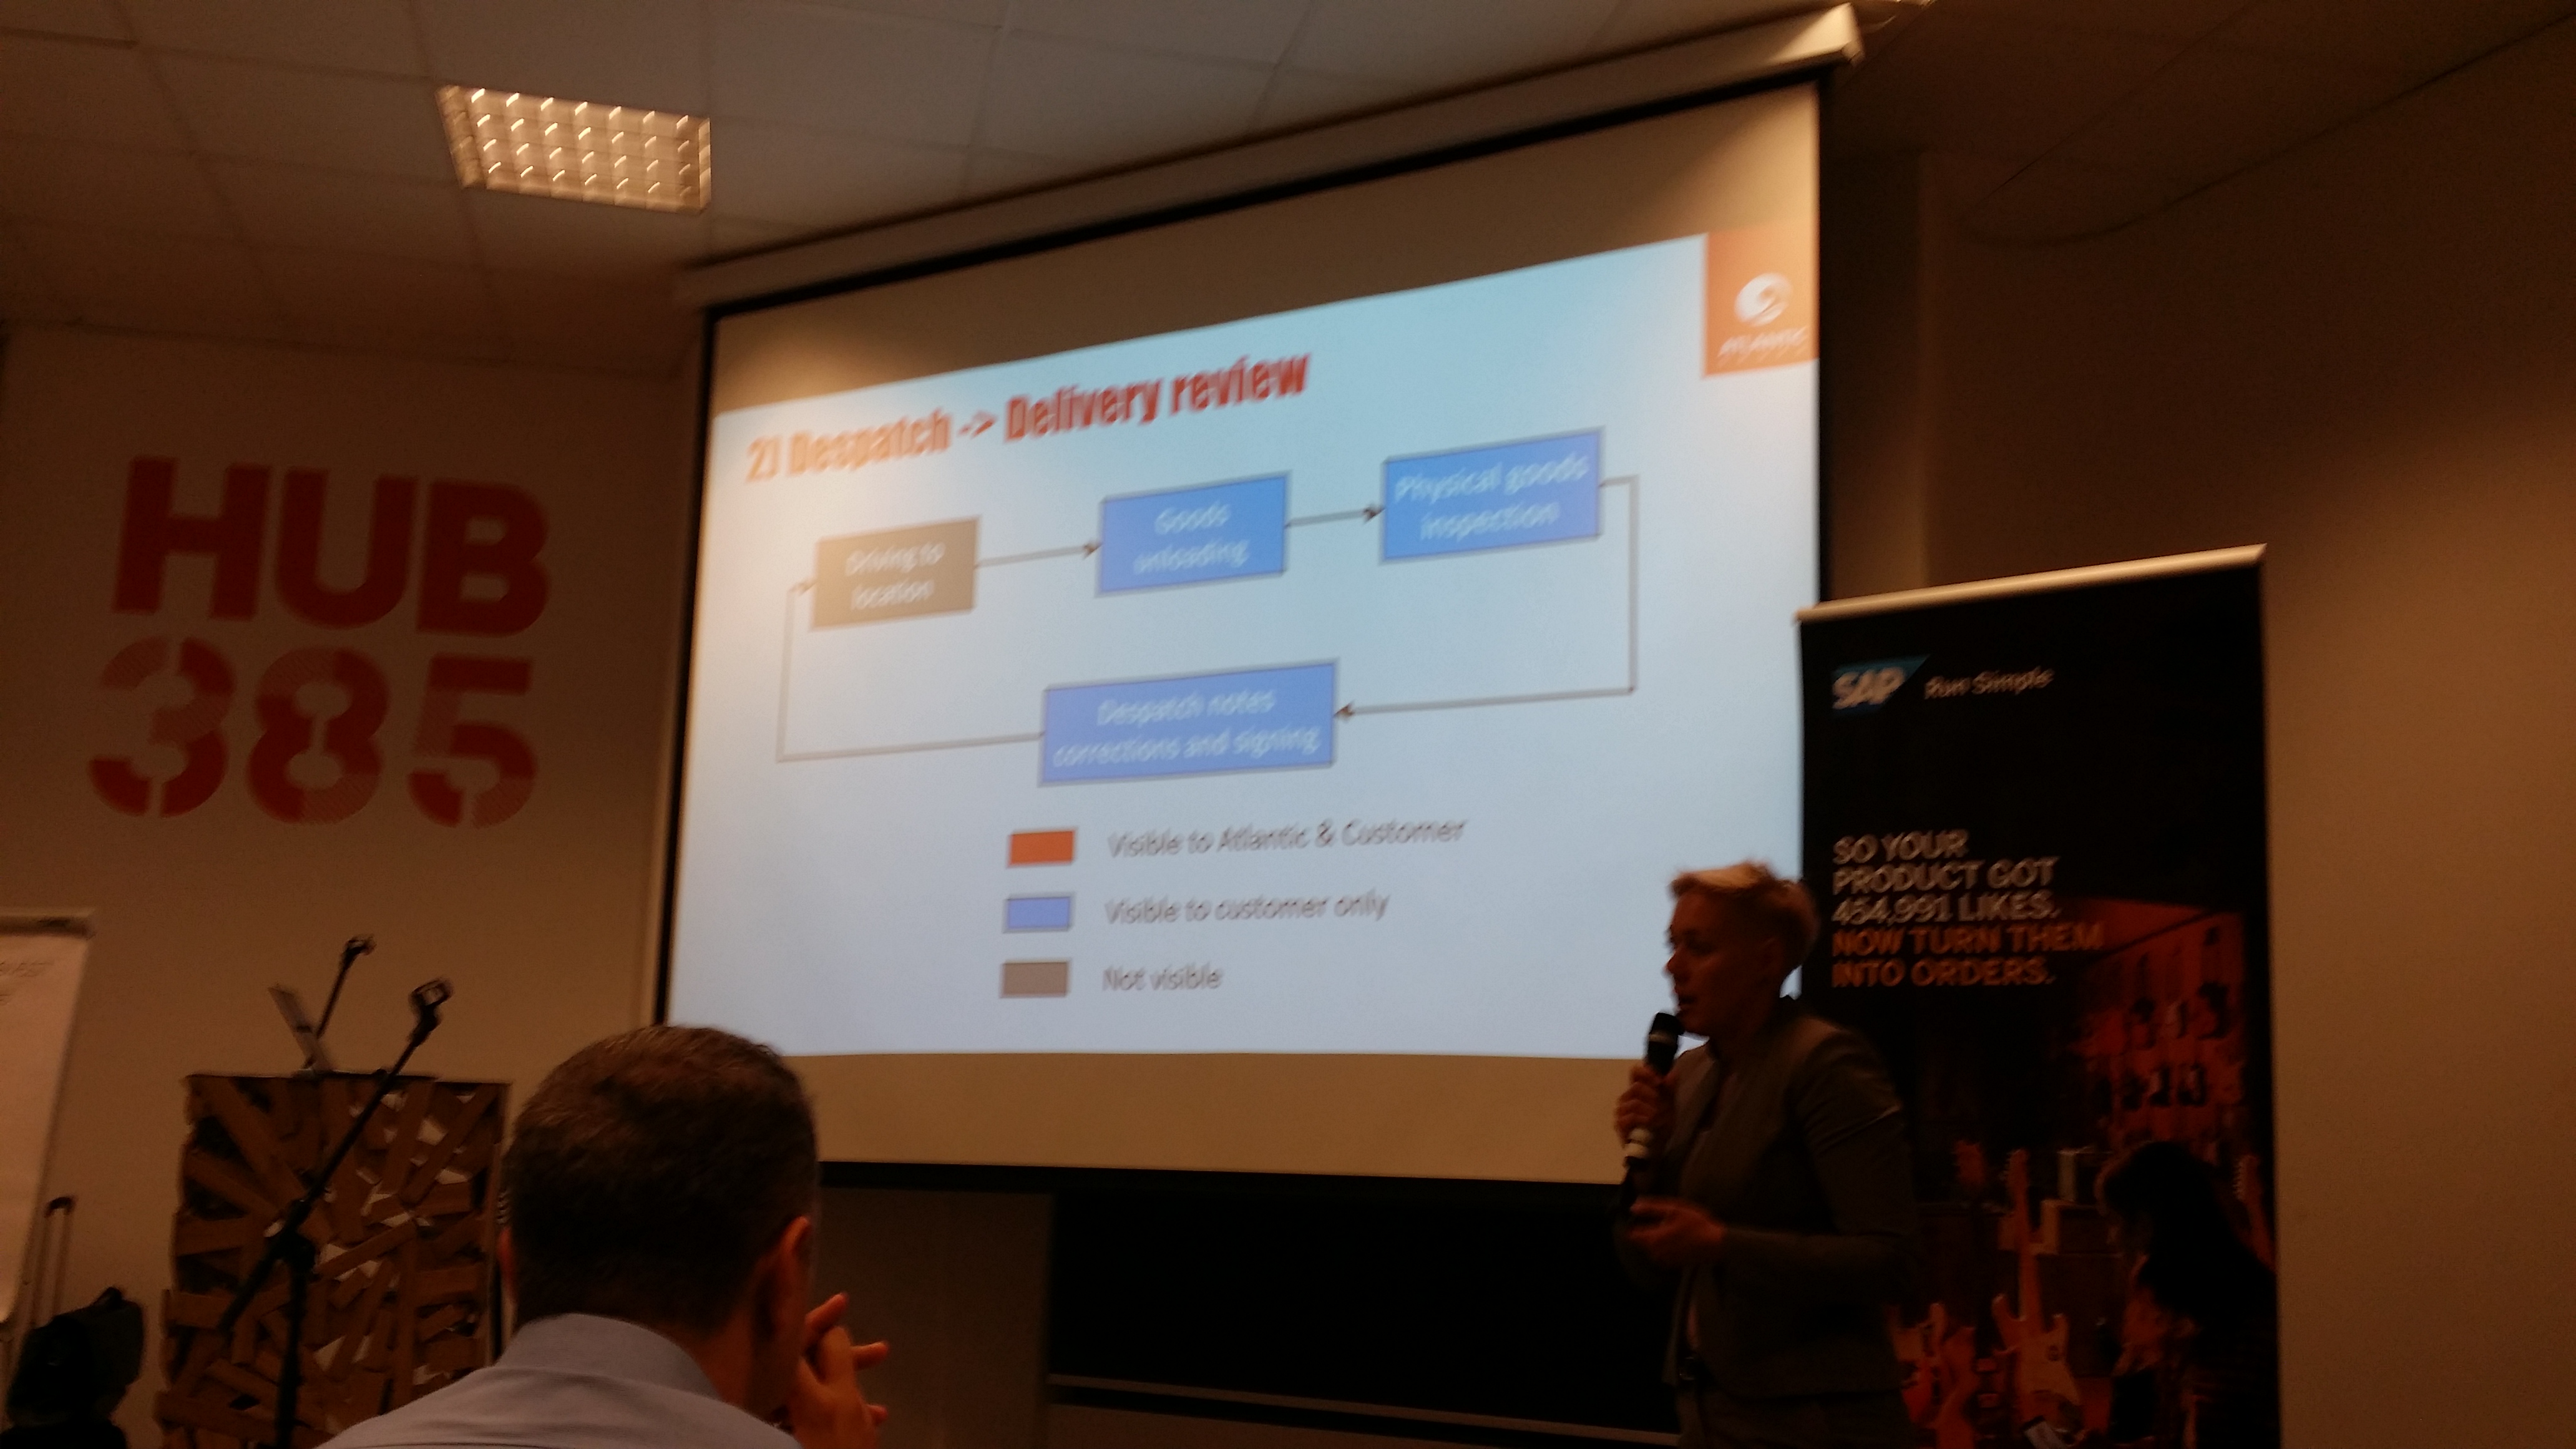 HUB
385
2) Despatch -> Delivery review
ATLANTIC
Driving to
location
Goods
unloading
Physical goods
inspection
Despatch notes
corrections and signing
Visible to Atlantic & Customer
Visible to customer only
Not visible
SAP Run Simple
SO YOUR
PRODUCT GOT
454,991 LIKES.
NOW TURN THEM
INTO ORDERS.